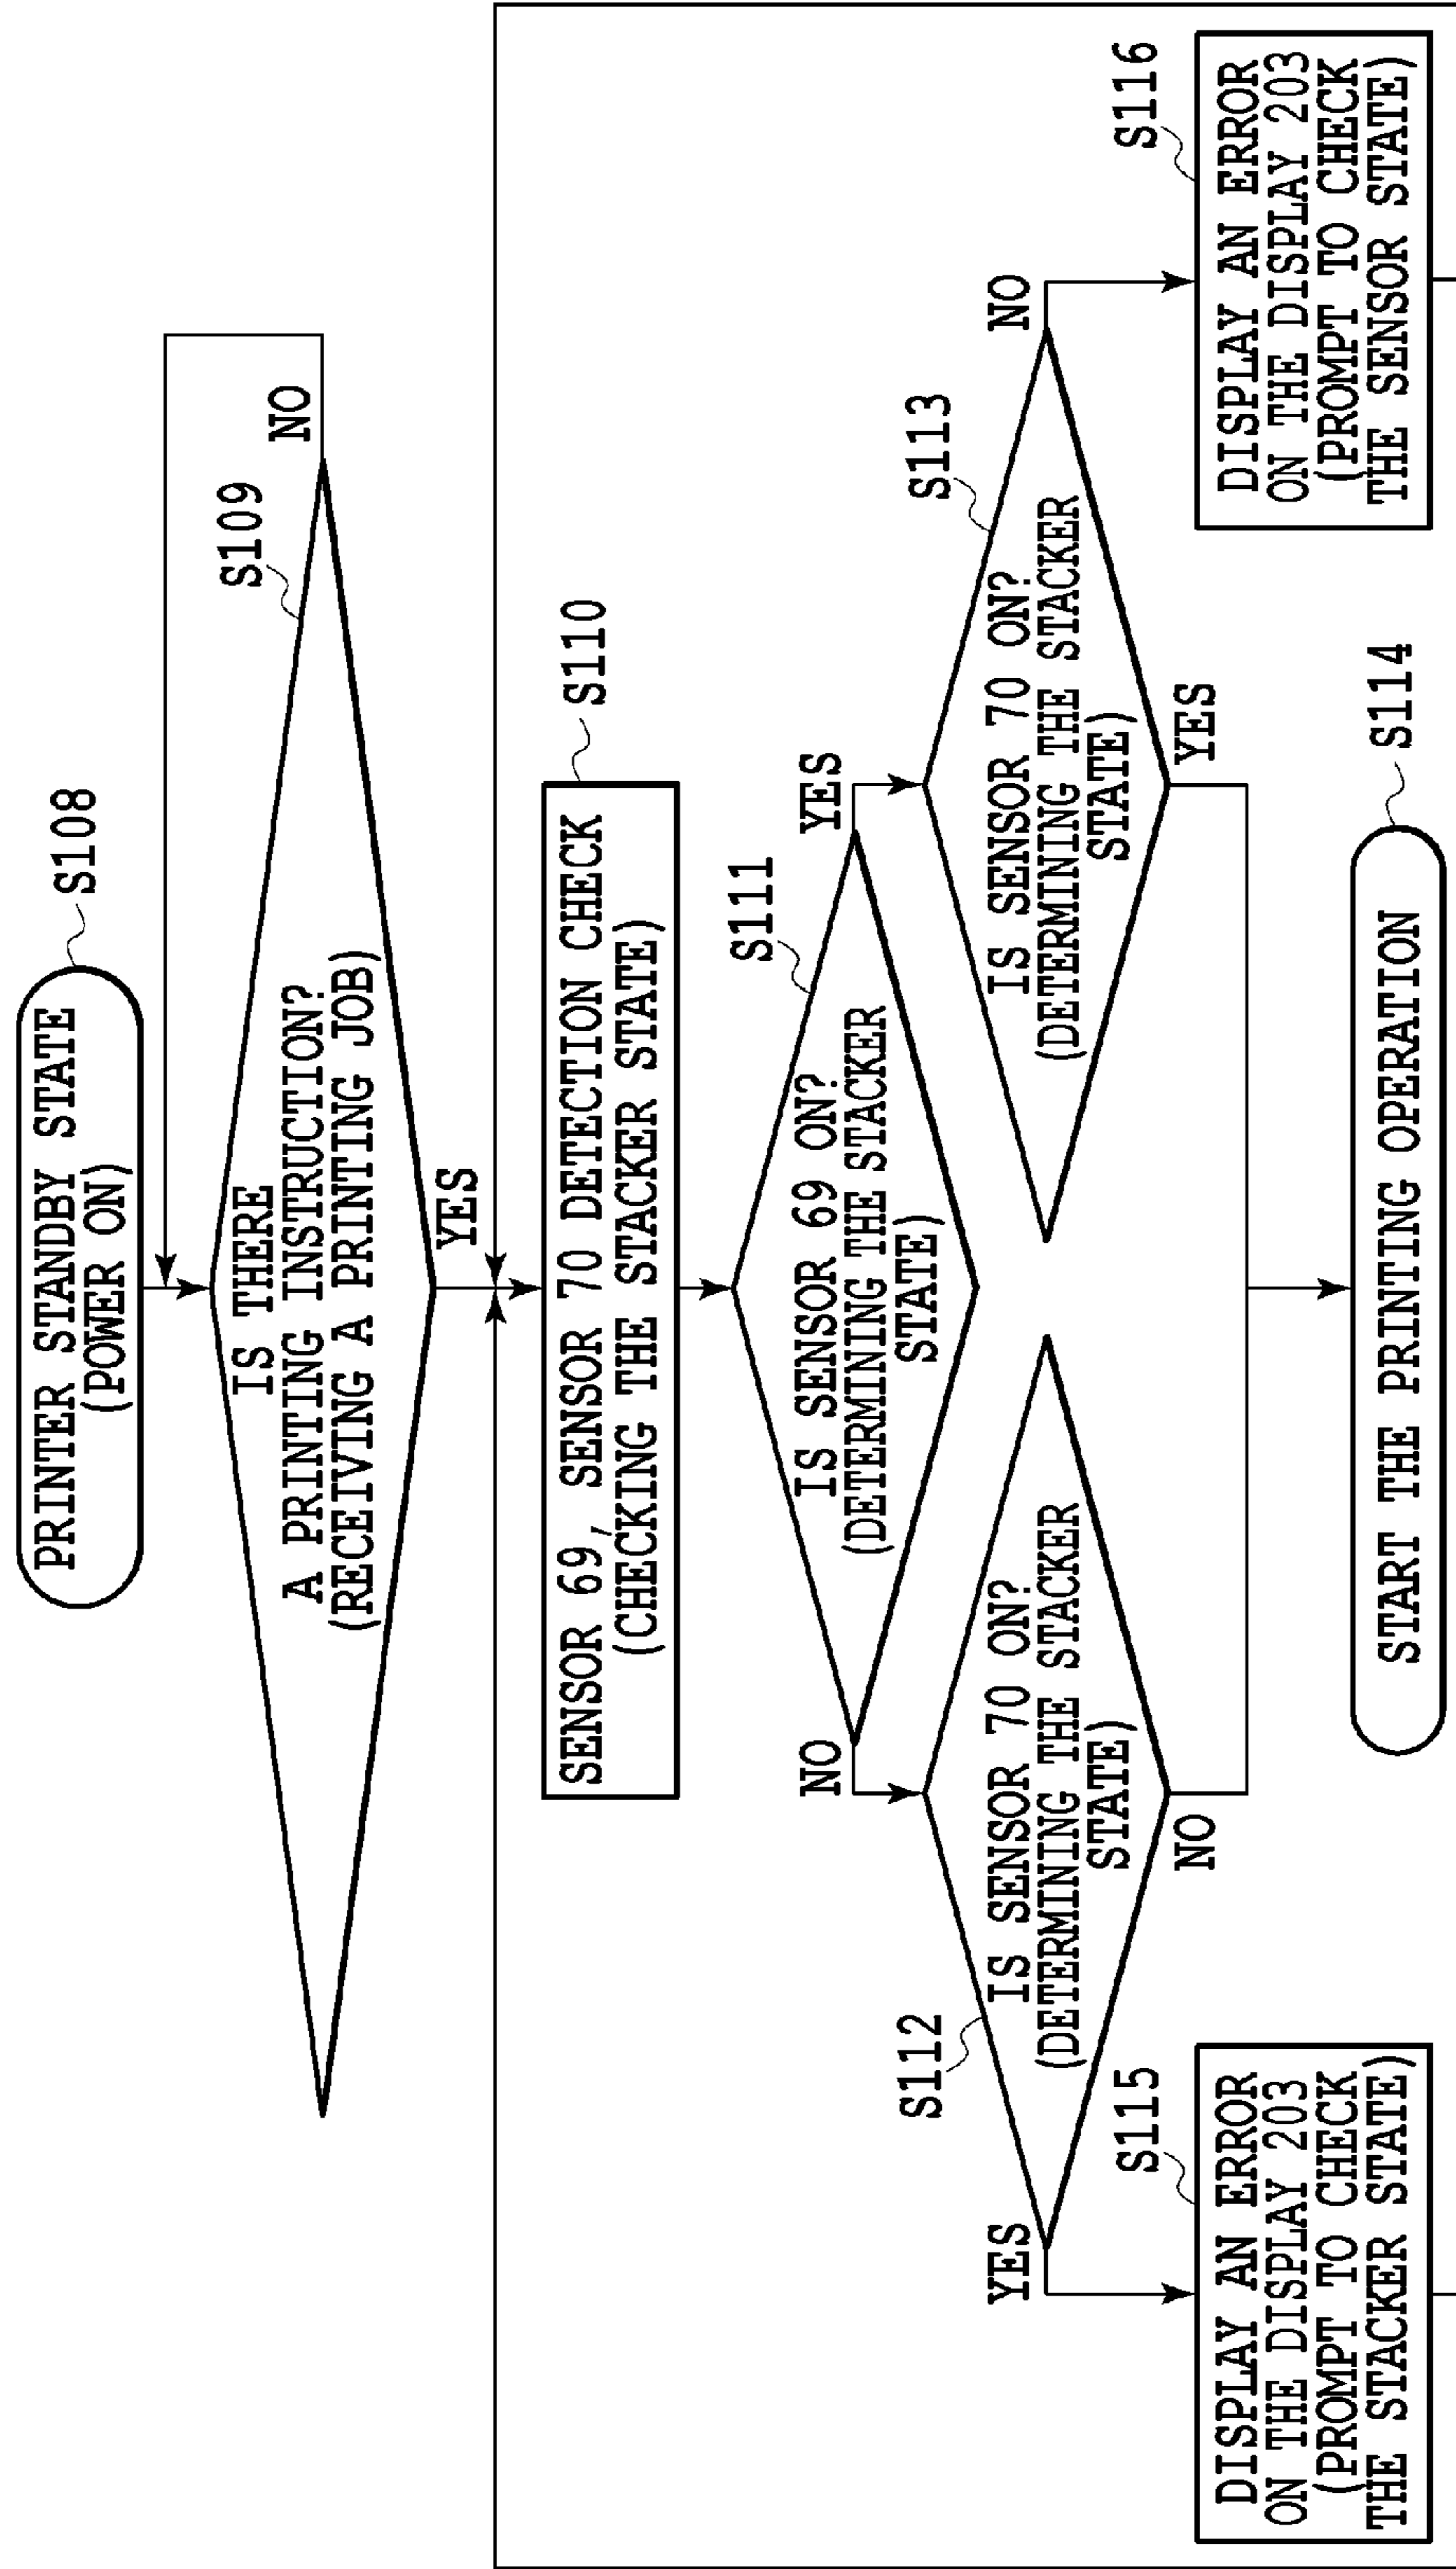 PRINTER STANDBY STATE
(POWER ON)
S108
IS THERE
A PRINTING INSTRUCTION?
(RECEIVING A PRINTING JOB)
S109
NO
YES
SENSOR 69, SENSOR 70 DETECTION CHECK
(CHECKING THE STACKER STATE)
S110
IS SENSOR 69 ON?
(DETERMINING THE STACKER
STATE)
S111
NO
YES
IS SENSOR 70 ON?
(DETERMINING THE STACKER
STATE)
S112
YES
NO
IS SENSOR 70 ON?
(DETERMINING THE STACKER
STATE)
S113
NO
YES
DISPLAY AN ERROR
ON THE DISPLAY 203
(PROMPT TO CHECK
THE STACKER STATE)
S115
START THE PRINTING OPERATION
S114
DISPLAY AN ERROR
ON THE DISPLAY 203
(PROMPT TO CHECK
THE SENSOR STATE)
S116